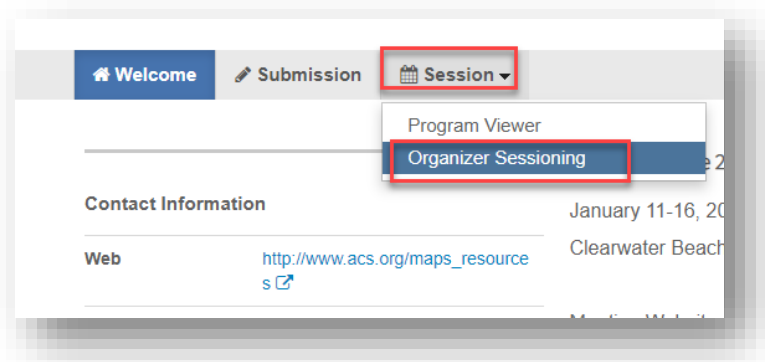 Welcome Submission Session
Program Viewer
Organizer Sessioning
2
Contact Information
January 11-16, 20
Web
http://www.acs.org/maps_resource
s
Clearwater Beach